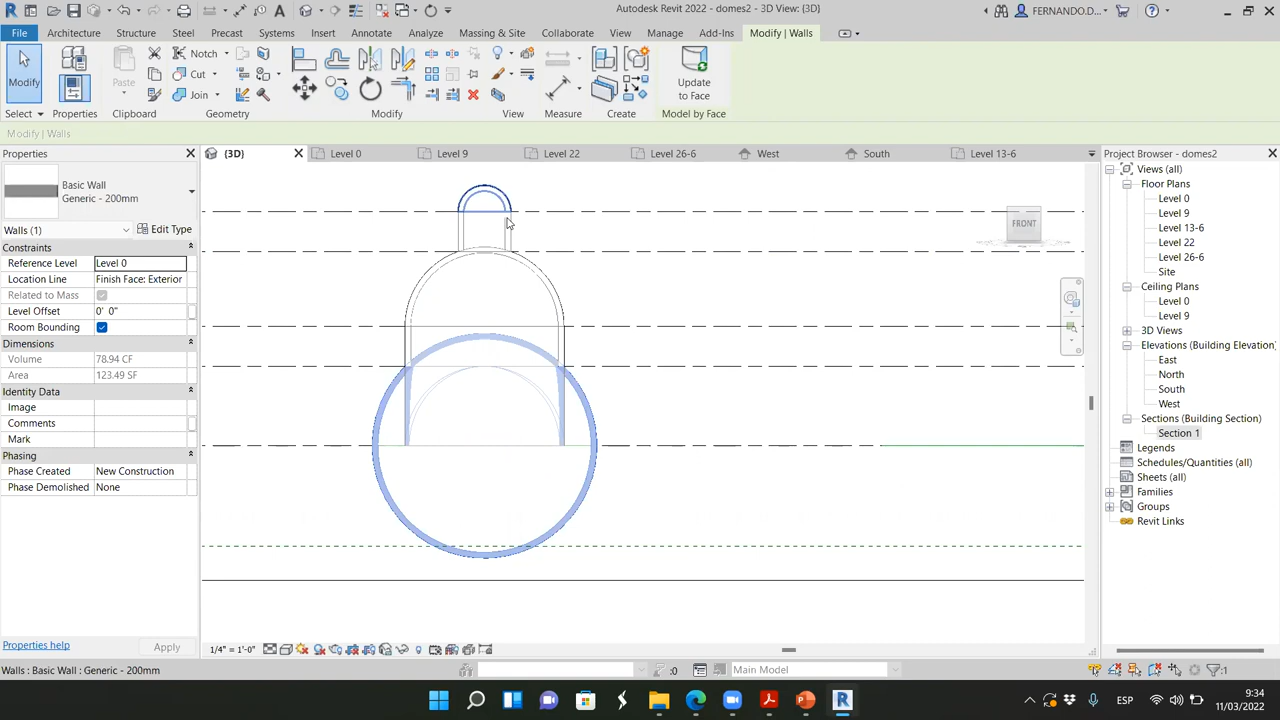 Autodesk Revit 2022 - domes2 - 3D View: {3D}
FERNANDO.D...
File Architecture Structure Steel Precast Systems Insert Annotate Analyze Massing & Site Collaborate View Manage Add-Ins Modify | Walls
Modify
Paste
Notch
Cut
Join
Update
to Face
Select Properties Clipboard Geometry Modify View Measure Create Model by Face
Modify | Walls
Properties
{3D} Level 0 Level 9 Level 22 Level 26-6 West South Level 13-6
Project Browser - domes2
Basic Wall
Generic - 200mm
Walls (1) Edit Type
Constraints
Reference Level Level 0
Location Line Finish Face: Exterior
Related to Mass
Level Offset 0' 0"
Room Bounding
Dimensions
Volume 78.94 CF
Area 123.49 SF
Identity Data
Image
Comments
Mark
Phasing
Phase Created New Construction
Phase Demolished None
Properties help Apply
FRONT
Views (all)
Floor Plans
Level 0
Level 9
Level 13-6
Level 22
Level 26-6
Site
Ceiling Plans
Level 0
Level 9
3D Views
Elevations (Building Elevation)
East
North
South
West
Sections (Building Section)
Section 1
Legends
Schedules/Quantities (all)
Sheets (all)
Families
Groups
Revit Links
1/4" = 1'-0"
Walls : Basic Wall : Generic - 200mm :0 Main Model :1
ESP 9:34
11/03/2022